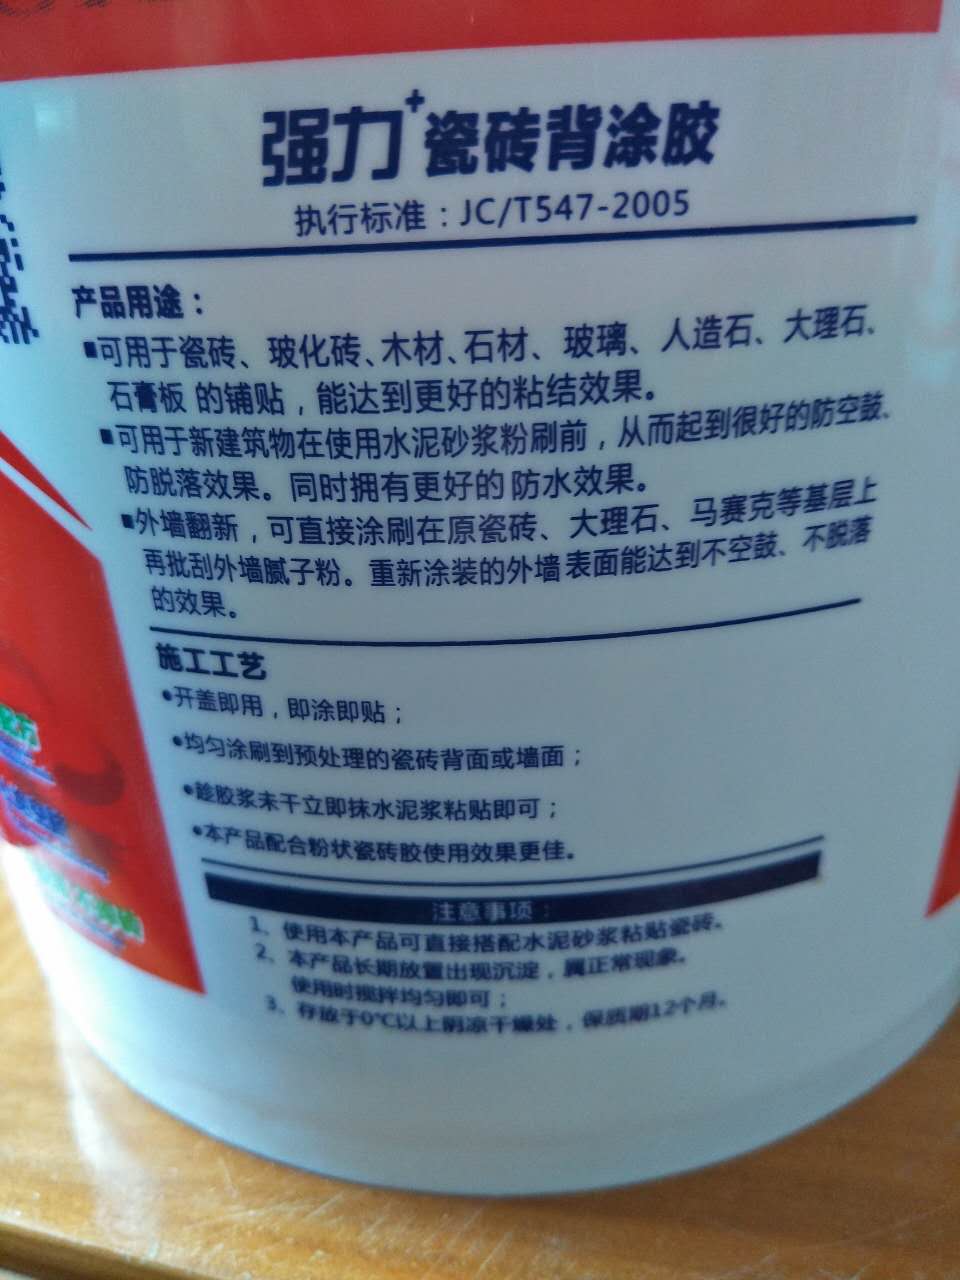 强力+瓷砖背涂胶
执行标准：JC/T547-2005
产品用途：
■可用于瓷砖、玻化砖、木材、石材、玻璃、人造石、大理石、
石膏板 的铺贴，能达到更好的粘结效果。
■可用于新建筑物在使用水泥砂浆粉刷前，从而起到很好的防空鼓、
防脱落效果。同时拥有更好的 防水效果。
■外墙翻新，可直接涂刷在原瓷砖、大理石、马赛克等基层上
再批刮外墙腻子粉。重新涂装的外墙表面能达到不空鼓、不脱落
的效果。
施工工艺
•开盖即用，即涂即贴；
•均匀涂刷到预处理的瓷砖背面或墙面；
•趁胶浆未干立即抹水泥浆粘贴即可；
•本产品配合粉状瓷砖胶使用效果更佳。
注意事项：
1、使用本产品可直接搭配水泥砂浆粘贴瓷砖。
2、本产品长期放置出现沉淀，属正常现象。
使用时搅拌均匀即可；
3、存放于0℃以上阴凉干燥处，保质期12个月。
配方